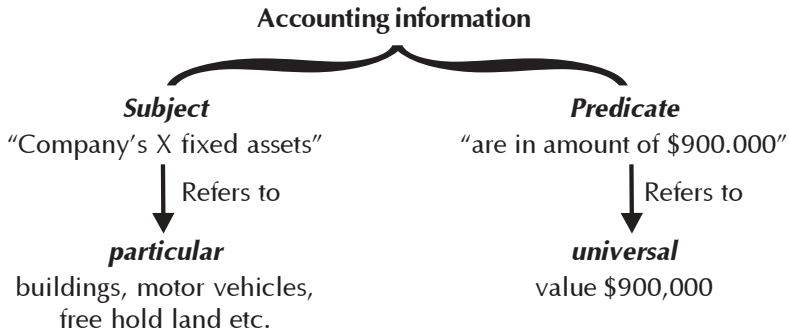 Accounting information
Subject
"Company's X fixed assets"
Refers to
particular
buildings, motor vehicles,
free hold land etc.
Predicate
"are in amount of $900.000"
Refers to
universal
value $900,000